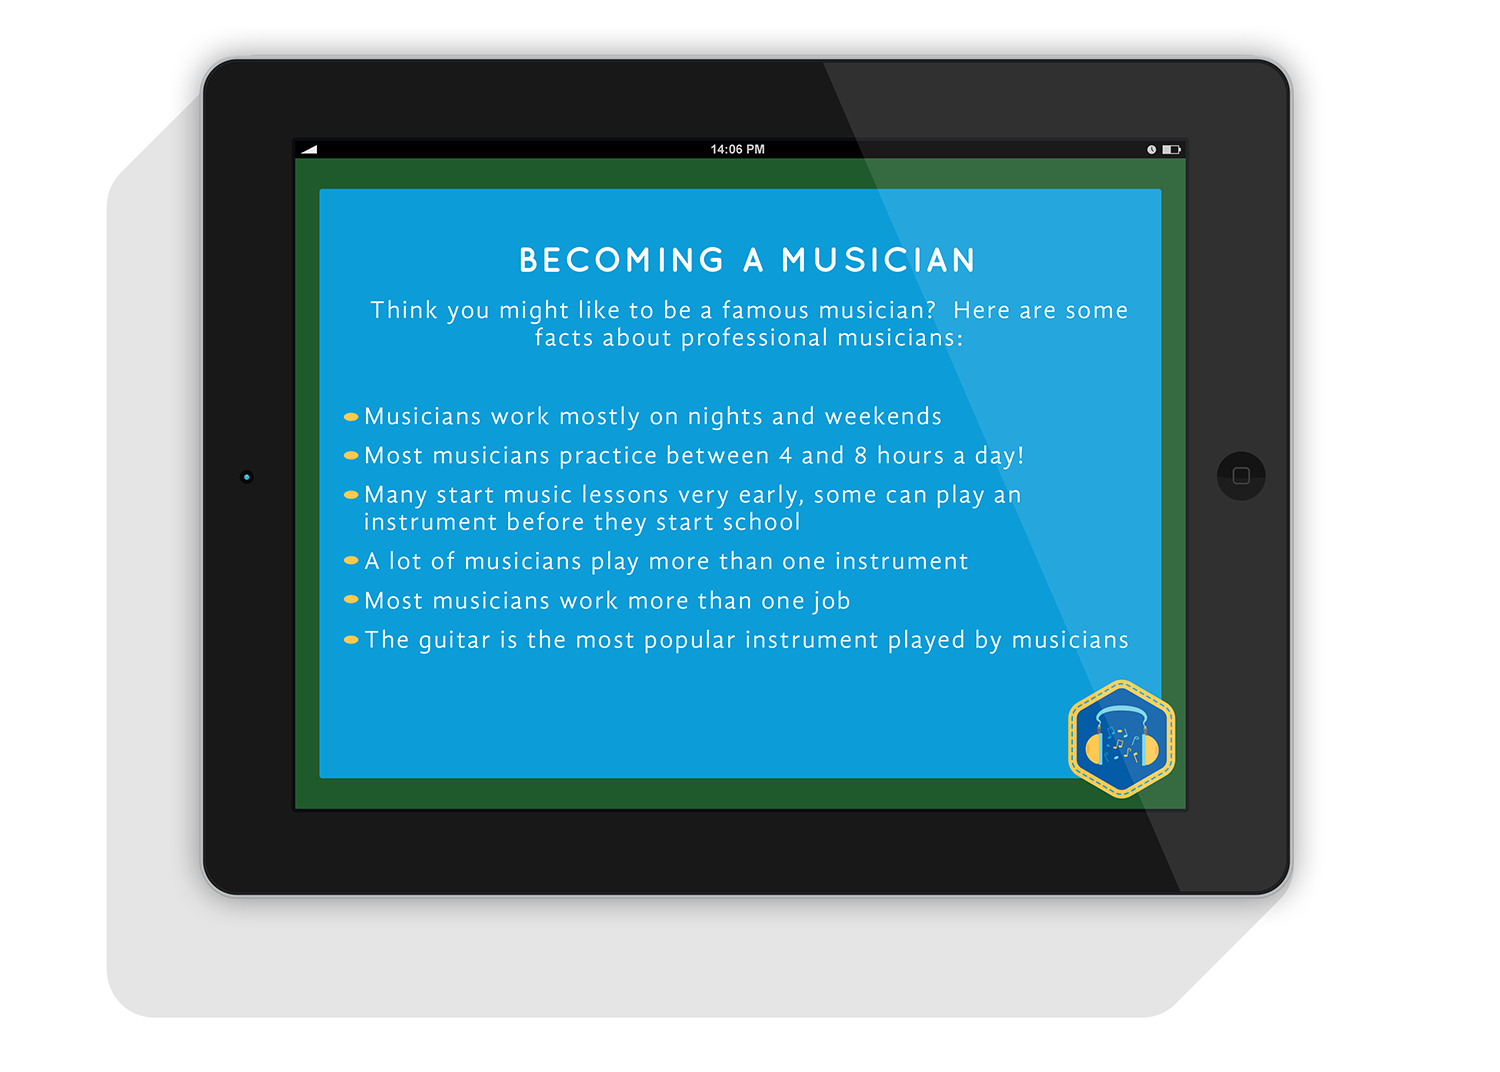 14:06 PM
BECOMING A MUSICIAN
Think you might like to be a famous musician?  Here are some
facts about professional musicians:
Musicians work mostly on nights and weekends
Most musicians practice between 4 and 8 hours a day!
Many start music lessons very early, some can play an
instrument before they start school
A lot of musicians play more than one instrument
Most musicians work more than one job
The guitar is the most popular instrument played by musicians